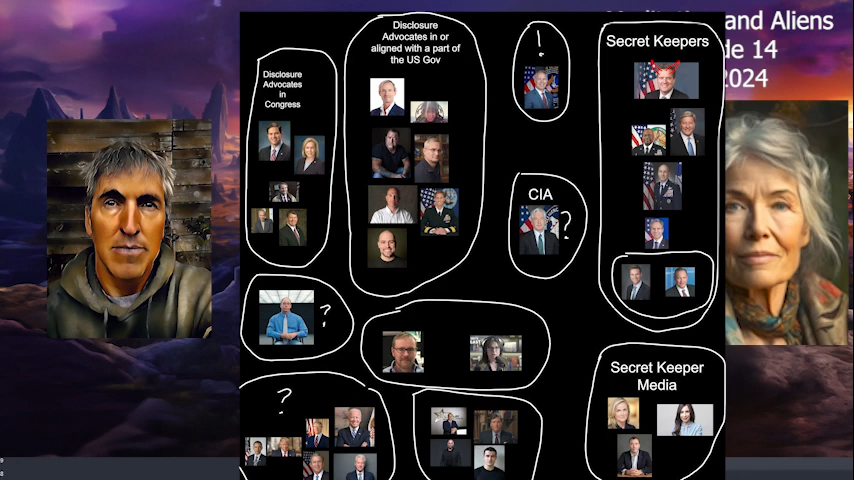 and Aliens
de 14
2024
Disclosure
Advocates in or
aligned with a part of
the US Gov
!
Secret Keepers
Disclosure
Advocates
in
Congress
CIA
?
?
?
Secret Keeper
Media